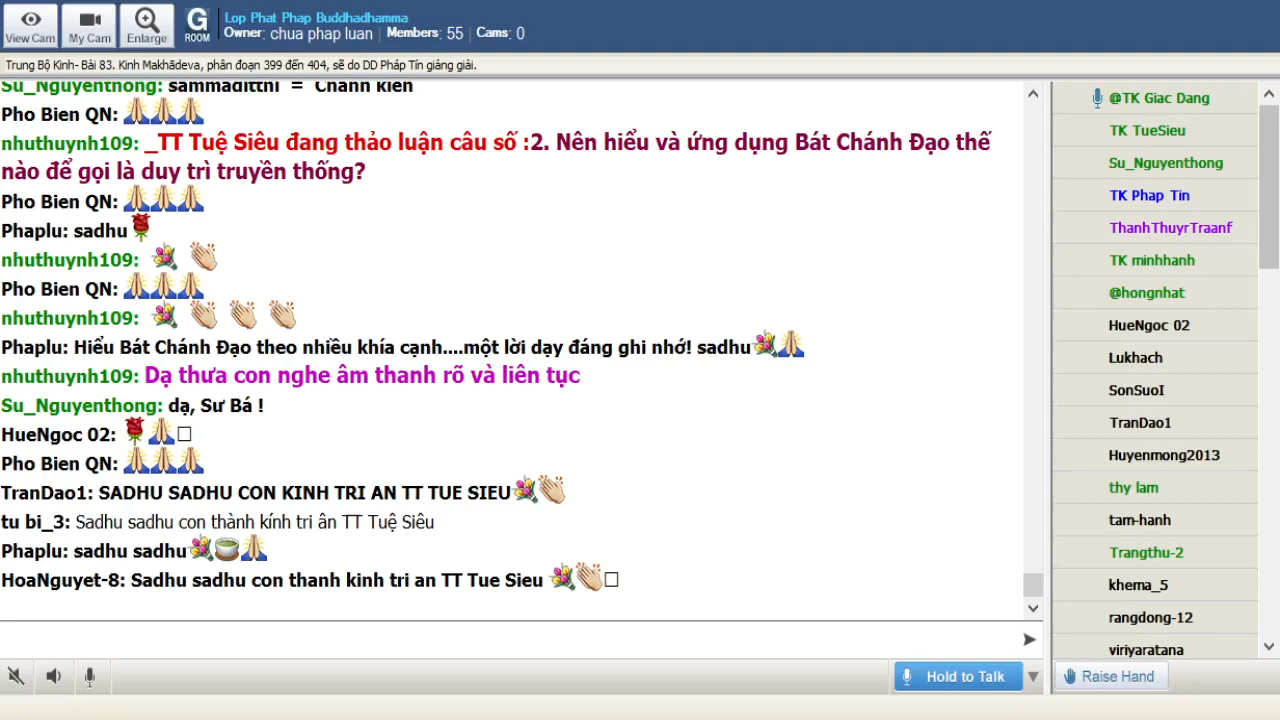 View Cam
My Cam
Enlarge
G
ROOM
Lop Phat Phap Buddhadhamma
Owner: chua phap luan | Members: 55 | Cams: 0
Trung Bộ Kinh- Bài 83. Kinh Makhādeva, phân đoạn 399 đến 404, sẽ do DD Pháp Tín giảng giải.
Su_Nguyenthong: sammaditthi = Chánh kiến
Pho Bien QN: 🙏🙏🙏
nhuthuynh109: _TT Tuệ Siêu đang thảo luận câu số :2. Nên hiểu và ứng dụng Bát Chánh Đạo thế
nào để gọi là duy trì truyền thống?
Pho Bien QN: 🙏🙏🙏
Phaplu: sadhu🌹
nhuthuynh109: 💐 👏
Pho Bien QN: 🙏🙏🙏
nhuthuynh109: 💐 👏 👏 👏
Phaplu: Hiểu Bát Chánh Đạo theo nhiều khía cạnh....một lời dạy đáng ghi nhớ! sadhu💐🙏
nhuthuynh109: Dạ thưa con nghe âm thanh rõ và liên tục
Su_Nguyenthong: dạ, Sư Bá !
HueNgoc 02: 🌹🙏□
Pho Bien QN: 🙏🙏🙏
TranDao1: SADHU SADHU CON KINH TRI AN TT TUE SIEU💐👏
tu bi_3: Sadhu sadhu con thành kính tri ân TT Tuệ Siêu
Phaplu: sadhu sadhu💐🍵🙏
HoaNguyet-8: Sadhu sadhu con thanh kinh tri an TT Tue Sieu 💐👏□
Hold to Talk
@TK Giac Dang
TK TueSieu
Su_Nguyenthong
TK Phap Tin
ThanhThuyrTraanf
TK minhhanh
@hongnhat
HueNgoc 02
Lukhach
SonSuoI
TranDao1
Huyenmong2013
thy lam
tam-hanh
Trangthu-2
khema_5
rangdong-12
viriyaratana
Raise Hand